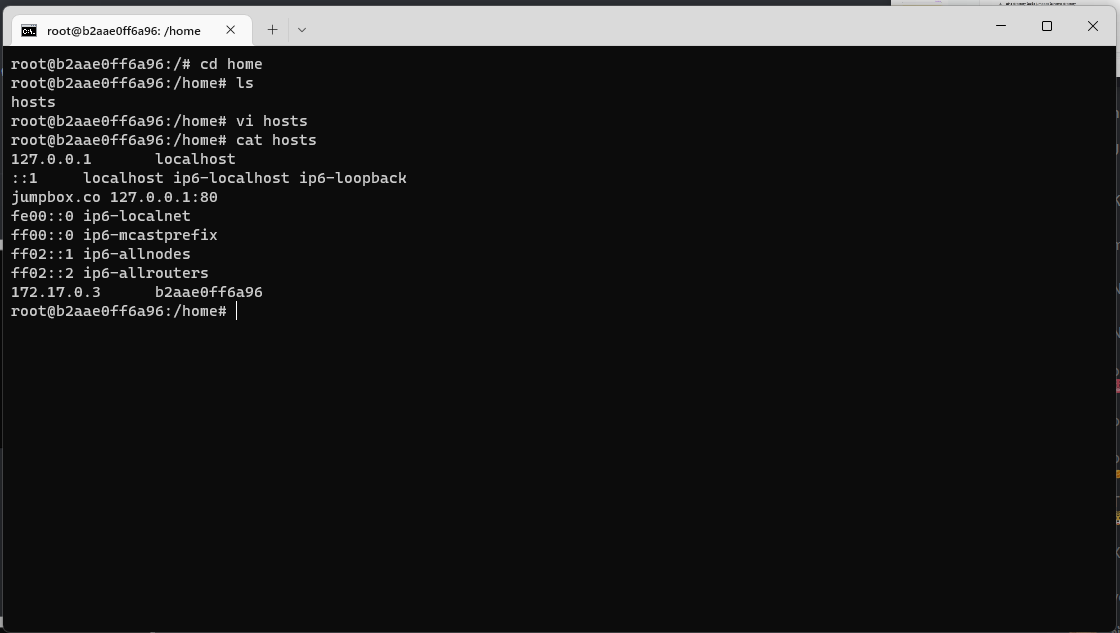 root@b2aae0ff6a96: /home
root@b2aae0ff6a96:/# cd home
root@b2aae0ff6a96:/home# ls
hosts
root@b2aae0ff6a96:/home# vi hosts
root@b2aae0ff6a96:/home# cat hosts
127.0.0.1       localhost
::1     localhost ip6-localhost ip6-loopback
jumpbox.co 127.0.0.1:80
fe00::0 ip6-localnet
ff00::0 ip6-mcastprefix
ff02::1 ip6-allnodes
ff02::2 ip6-allrouters
172.17.0.3      b2aae0ff6a96
root@b2aae0ff6a96:/home#